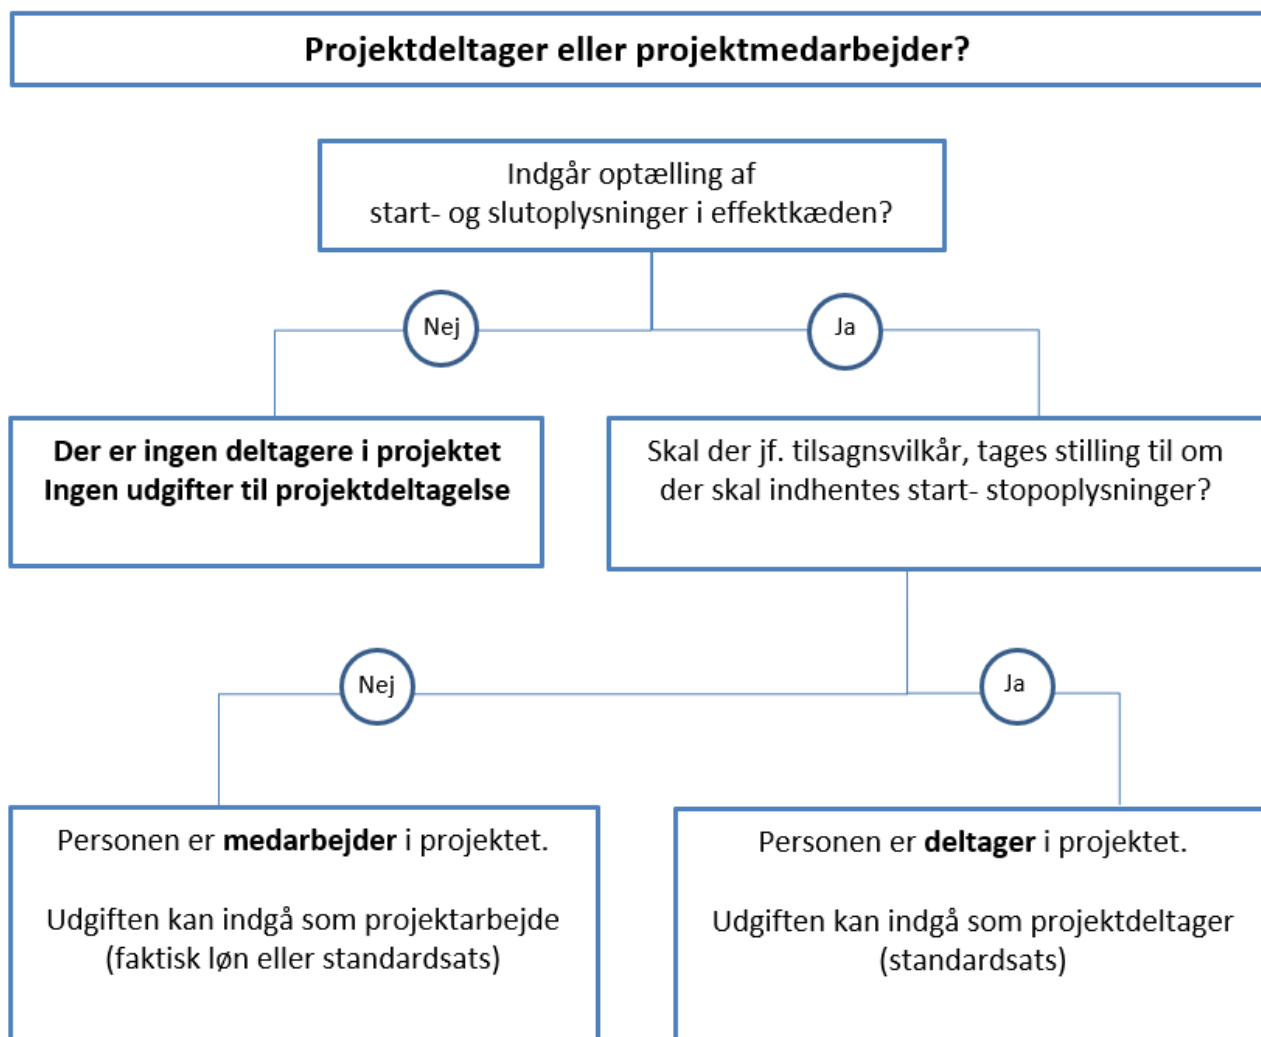 Projektdeltager eller projektmedarbejder?
Indgår optælling af
start- og slutoplysninger i effektkæden?
Nej
Ja
Der er ingen deltagere i projektet
Ingen udgifter til projektdeltagelse
Skal der jf. tilsagnsvilkår, tages stilling til om
der skal indhentes start- stopoplysninger?
Nej
Ja
Personen er medarbejder i projektet.
Udgiften kan indgå som projektarbejde
(faktisk løn eller standardsats)
Personen er deltager i projektet.
Udgiften kan indgå som projektdeltager
(standardsats)